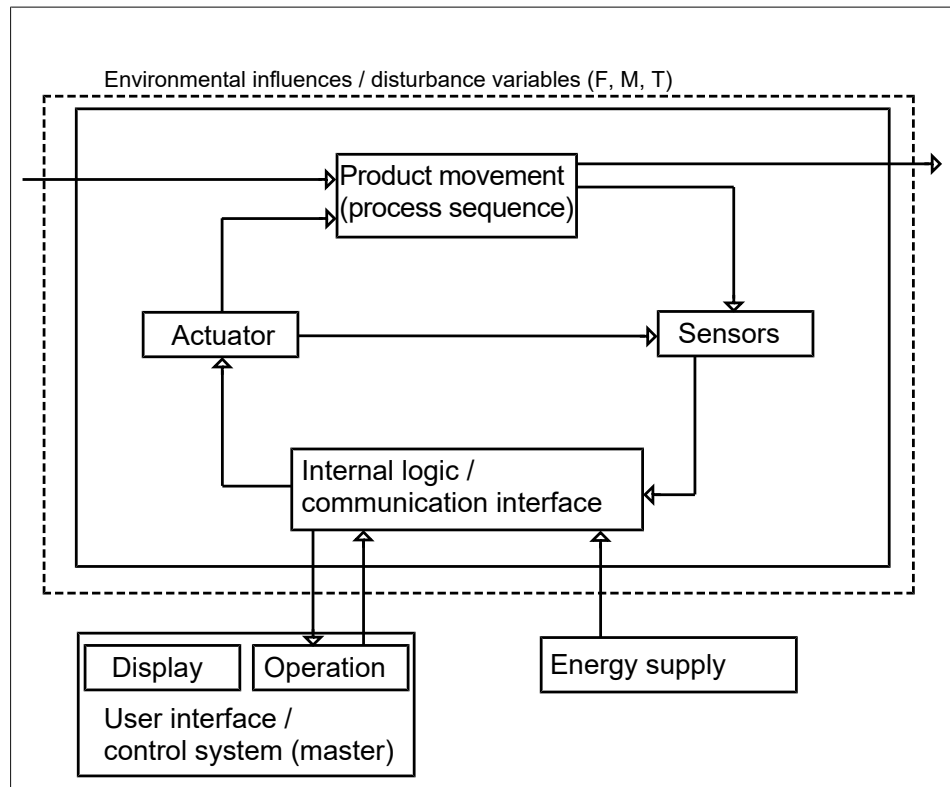 Environmental influences / disturbance variables (F, M, T)
Product movement
(process sequence)
Actuator
Sensors
Internal logic /
communication interface
Display
Operation
Energy supply
User interface /
control system (master)